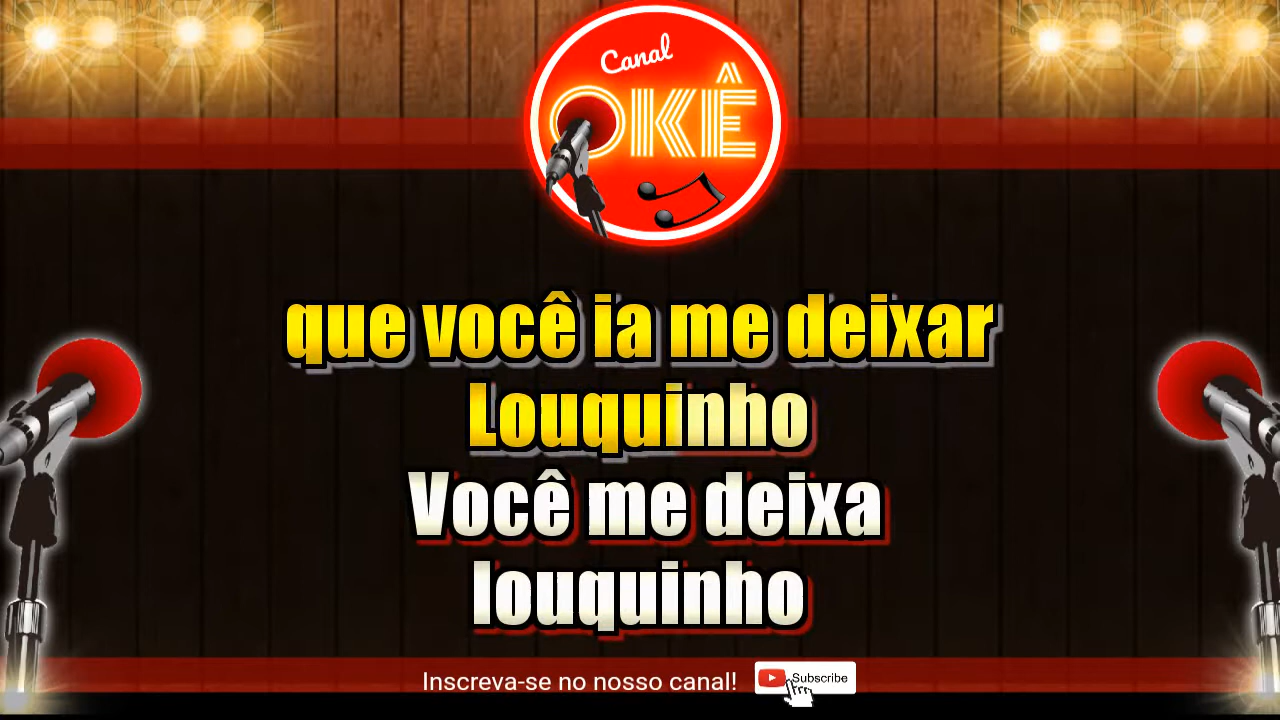 Canal
OKÊ
que você ia me deixar
Louquinho
Você me deixa
louquinho
Inscreva-se no nosso canal!
Subscribe